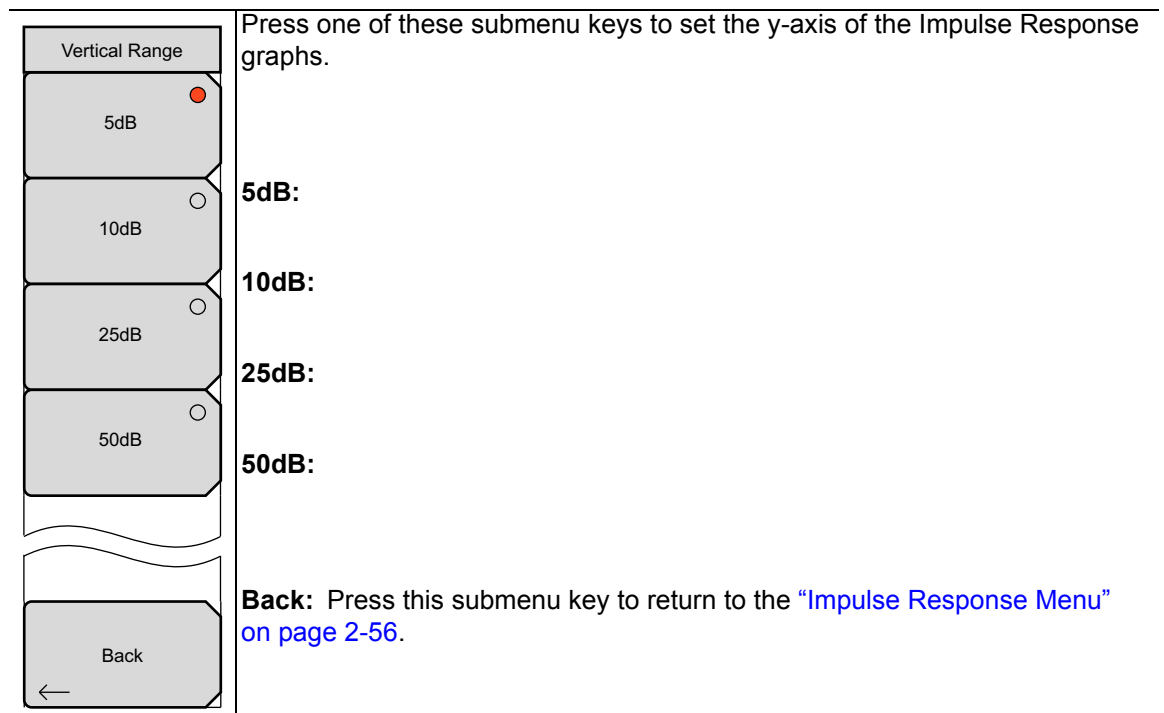 Vertical Range
5dB
10dB
25dB
50dB
Back
Press one of these submenu keys to set the y-axis of the Impulse Response
graphs.
5dB:
10dB:
25dB:
50dB:
Back: Press this submenu key to return to the “Impulse Response Menu”
on page 2-56.